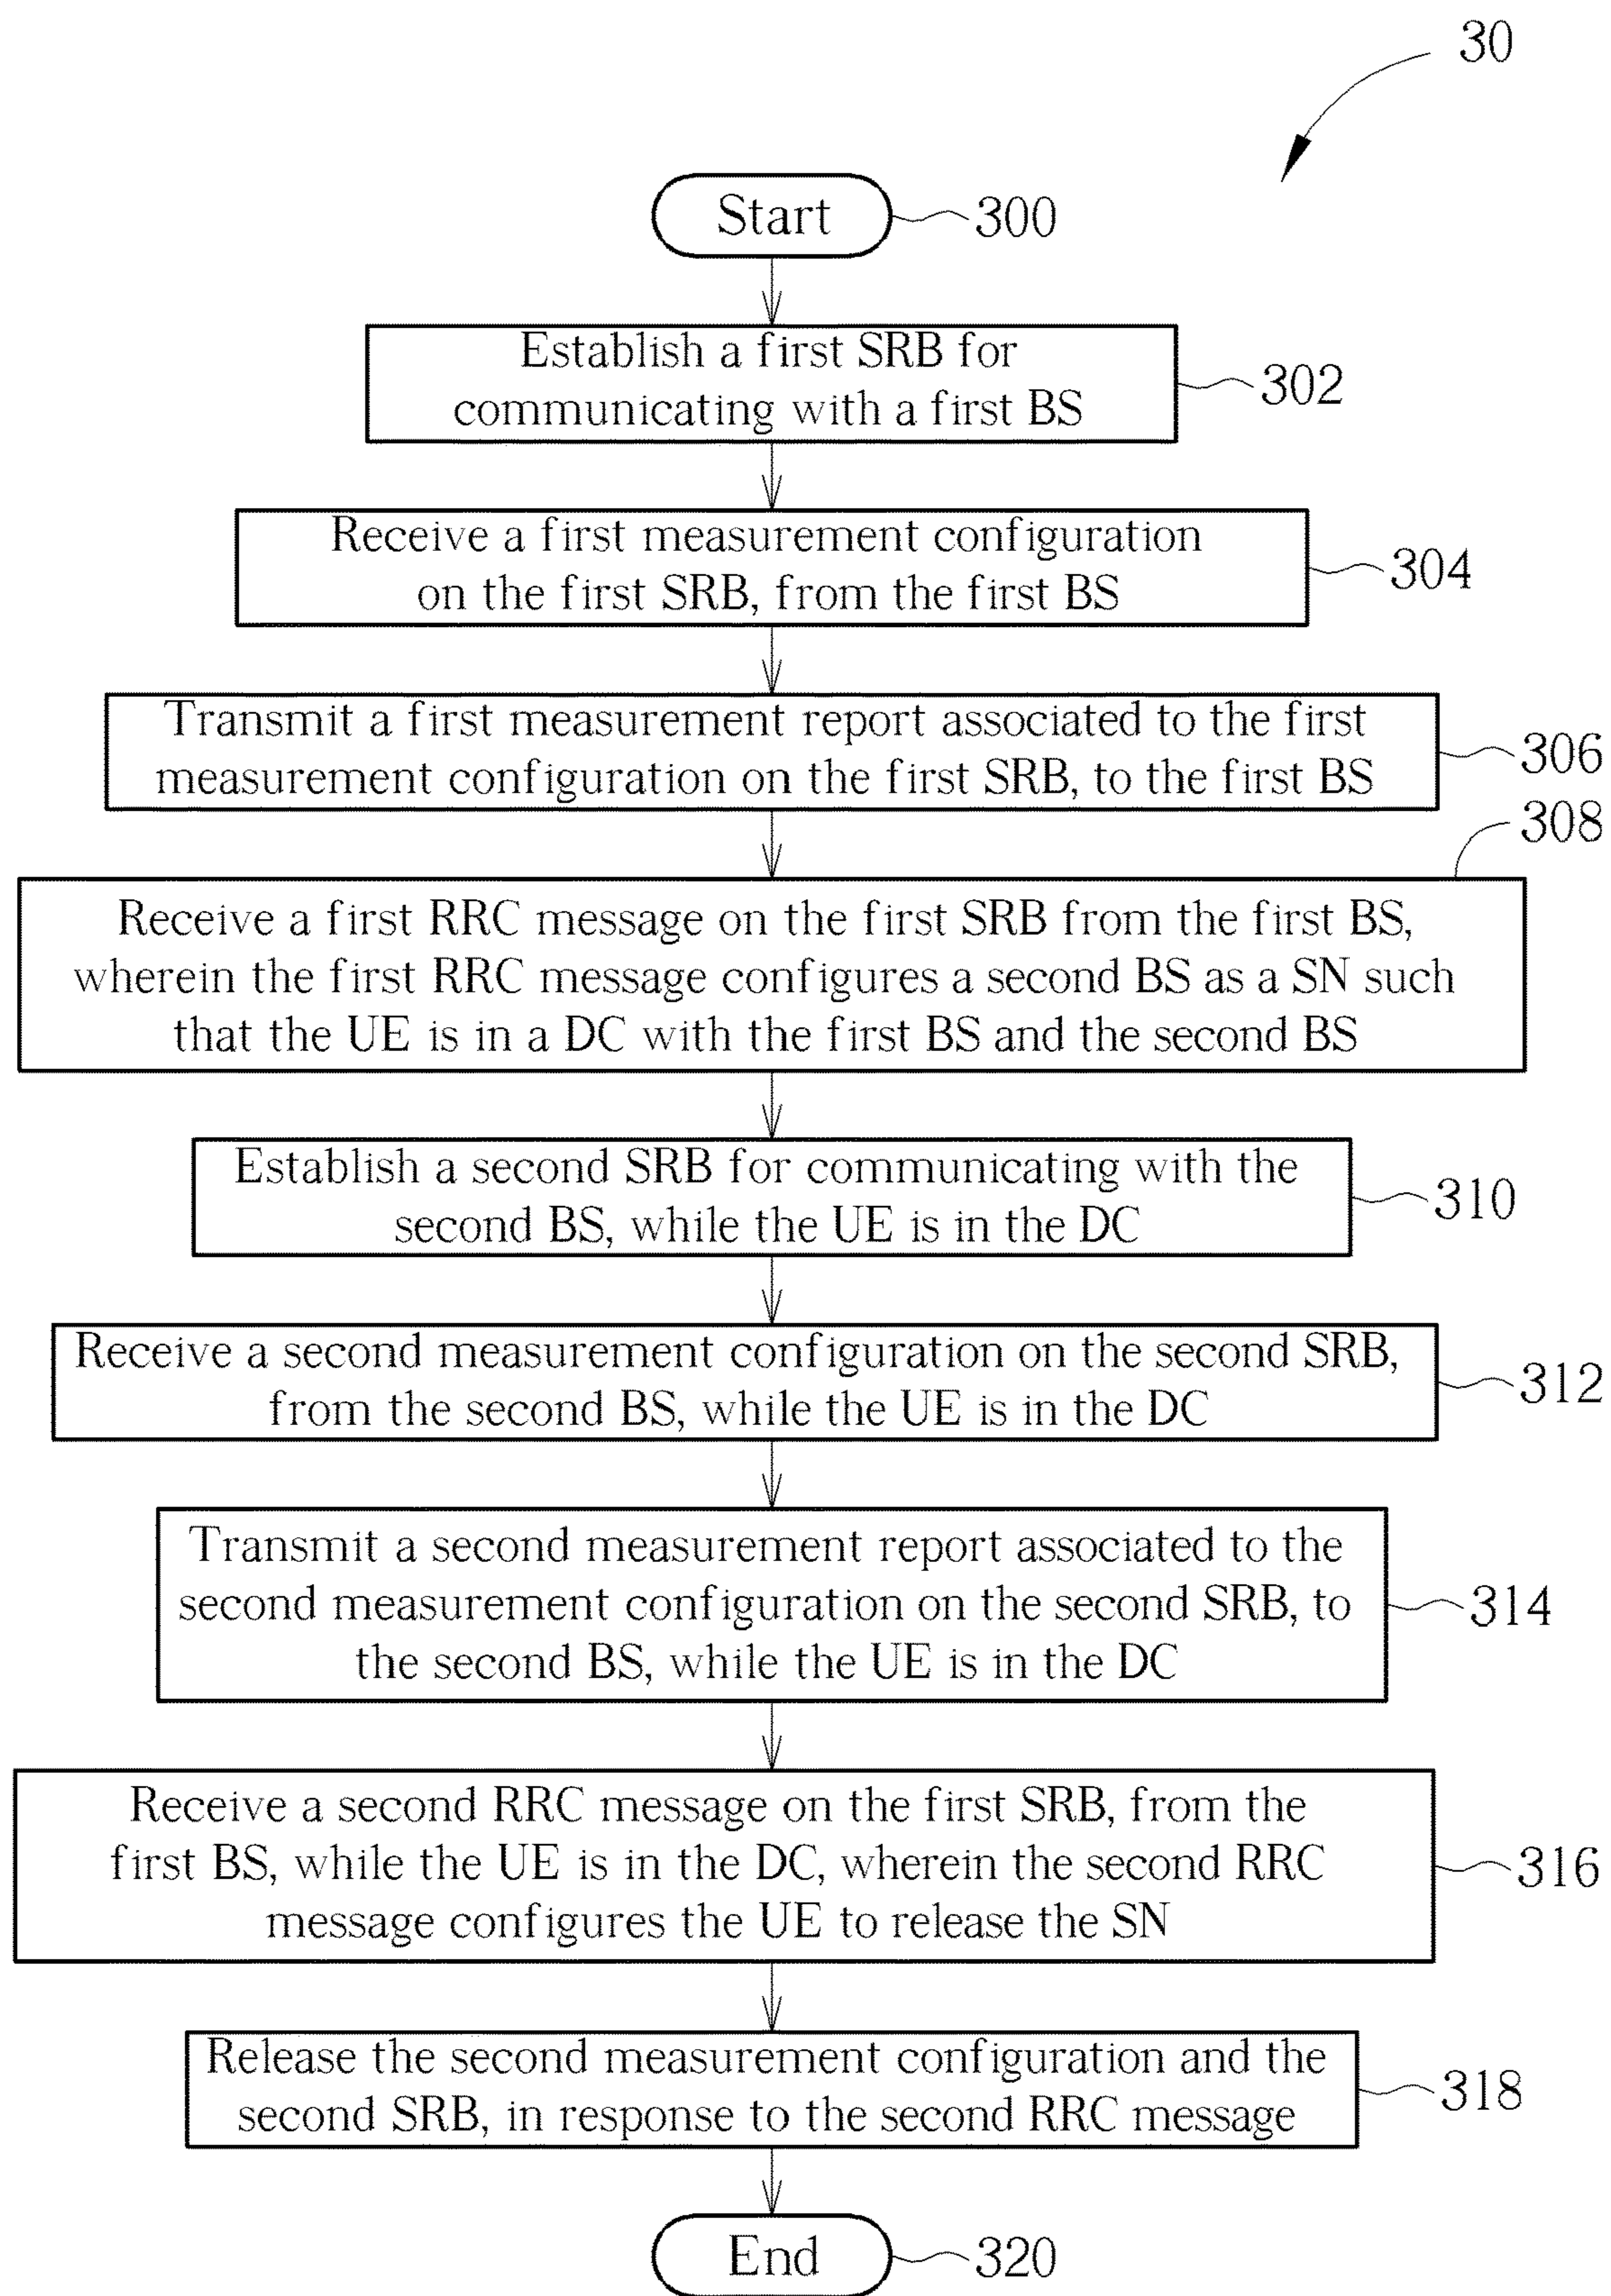 30
Start
300
Establish a first SRB for
communicating with a first BS
302
Receive a first measurement configuration
on the first SRB, from the first BS
304
Transmit a first measurement report associated to the first
measurement configuration on the first SRB, to the first BS
306
308
Receive a first RRC message on the first SRB from the first BS,
wherein the first RRC message configures a second BS as a SN such
that the UE is in a DC with the first BS and the second BS
Establish a second SRB for communicating with the
second BS, while the UE is in the DC
310
Receive a second measurement configuration on the second SRB,
from the second BS, while the UE is in the DC
312
Transmit a second measurement report associated to the
second measurement configuration on the second SRB, to
the second BS, while the UE is in the DC
314
Receive a second RRC message on the first SRB, from the
first BS, while the UE is in the DC, wherein the second RRC
message configures the UE to release the SN
316
Release the second measurement configuration and the
second SRB, in response to the second RRC message
318
End
320